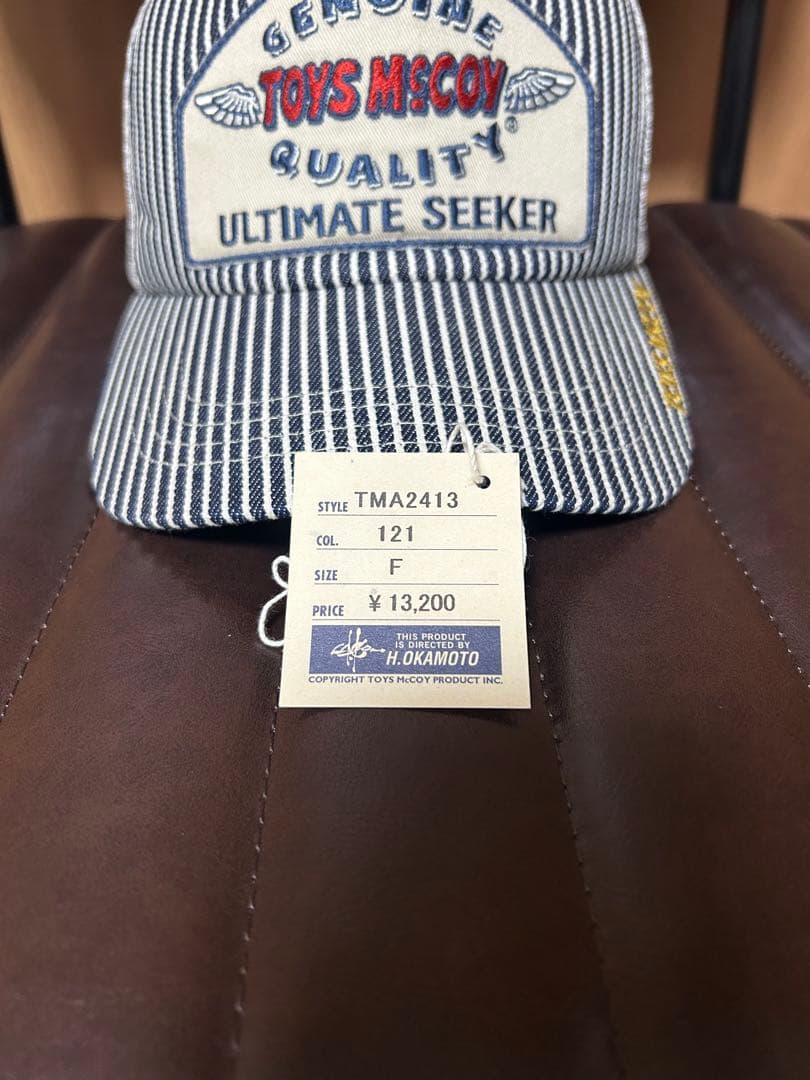 GENUINE
TOYS McCOY
QUALITY®
ULTIMATE SEEKER
STYLE TMA2413
COL. 121
SIZE F
PRICE ¥ 13,200
THIS PRODUCT
IS DIRECTED BY
H.OKAMOTO
COPYRIGHT TOYS McCOY PRODUCT INC.